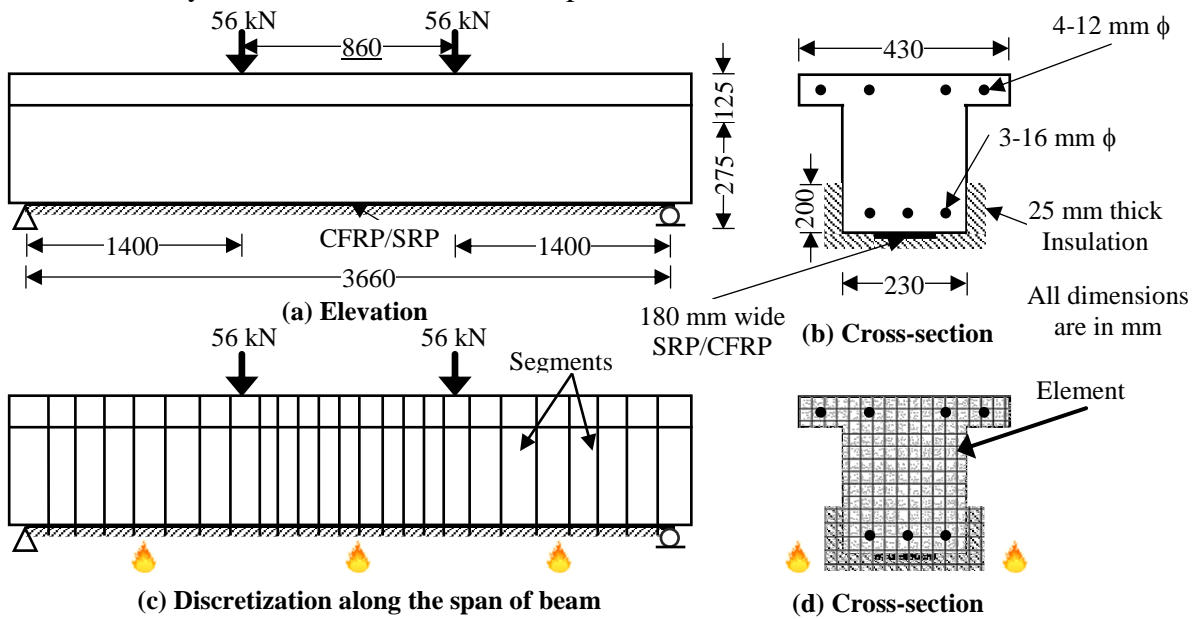 56 kN 56 kN
860
125
275
CFRP/SRP
1400 1400
3660
(a) Elevation
430
4-12 mm ϕ
3-16 mm ϕ
200
25 mm thick
Insulation
230
180 mm wide
SRP/CFRP
All dimensions
are in mm
(b) Cross-section
56 kN 56 kN
Segments
(c) Discretization along the span of beam
Element
(d) Cross-section